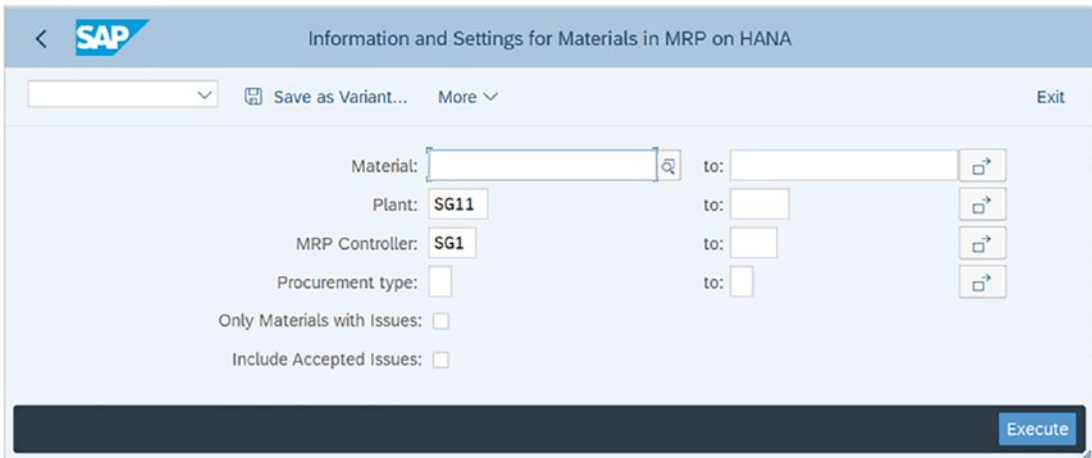 SAP Information and Settings for Materials in MRP on HANA
Save as Variant... More Exit
Material: to:
Plant: SG11 to:
MRP Controller: SG1 to:
Procurement type: to:
Only Materials with Issues:
Include Accepted Issues:
Execute